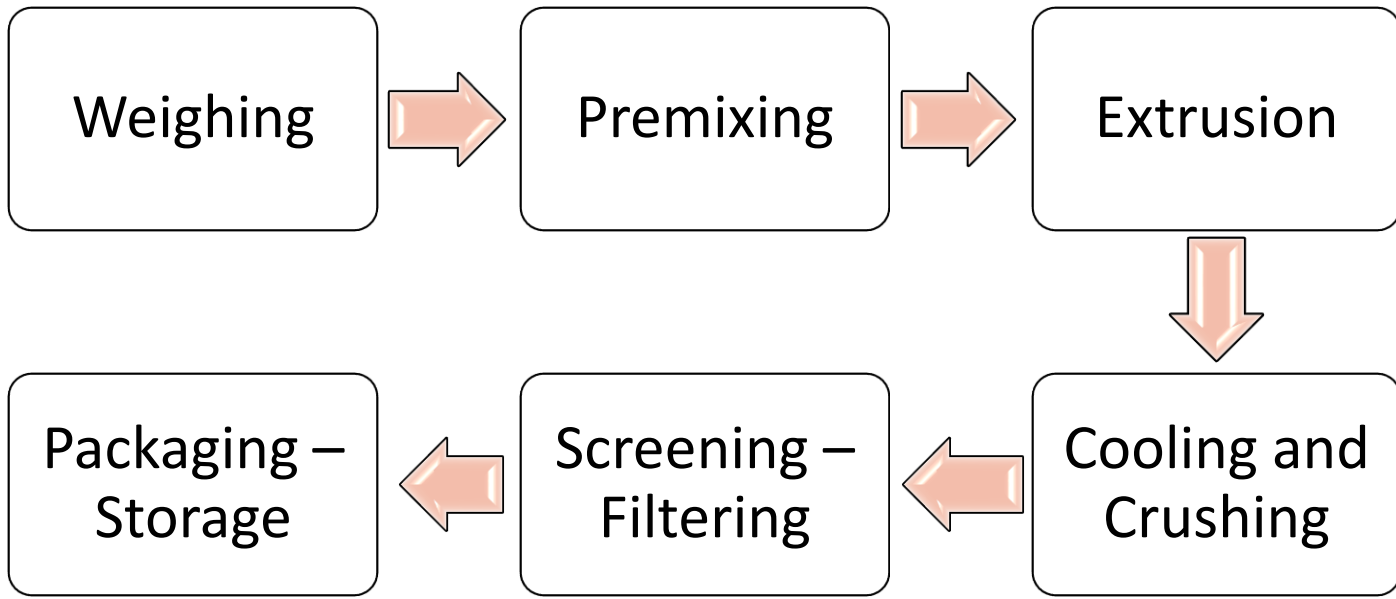 Weighing
Premixing
Extrusion
Cooling and
Crushing
Screening –
Filtering
Packaging –
Storage